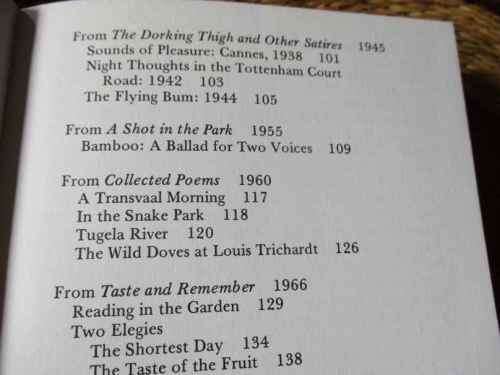 From The Dorking Thigh and Other Satires 1945
Sounds of Pleasure: Cannes, 1938 101
Night Thoughts in the Tottenham Court
Road: 1942 103
The Flying Bum: 1944 105
From A Shot in the Park 1955
Bamboo: A Ballad for Two Voices 109
From Collected Poems 1960
A Transvaal Morning 117
In the Snake Park 118
Tugela River 120
The Wild Doves at Louis Trichardt 126
From Taste and Remember 1966
Reading in the Garden 129
Two Elegies
The Shortest Day 134
The Taste of the Fruit 138